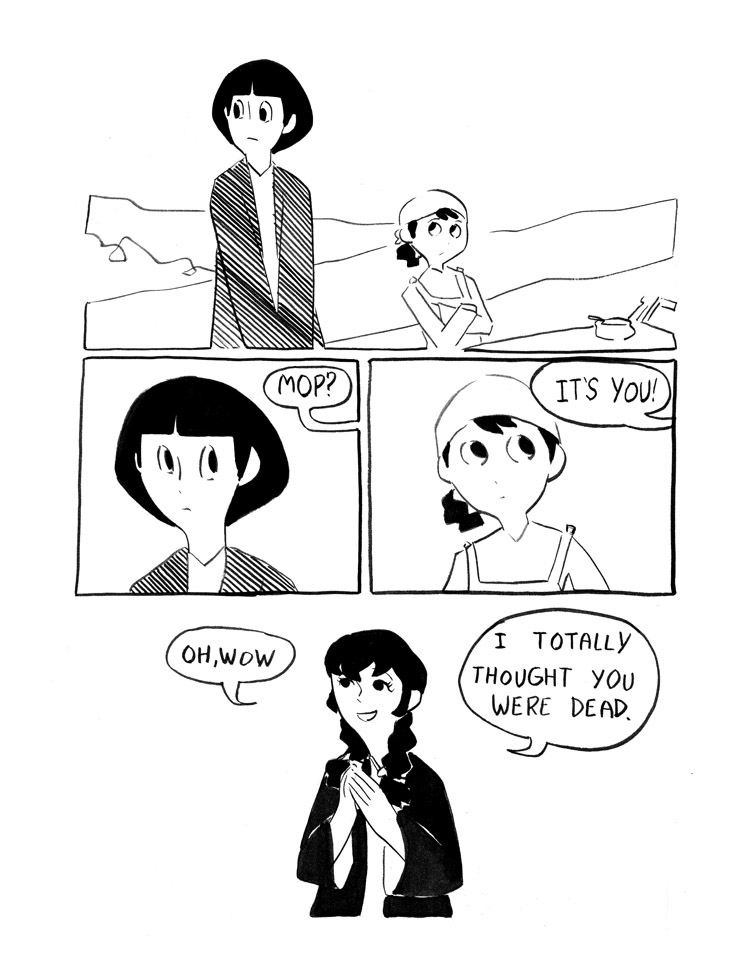 MOP?
IT'S YOU!
OH, WOW
I TOTALLY
THOUGHT YOU
WERE DEAD.